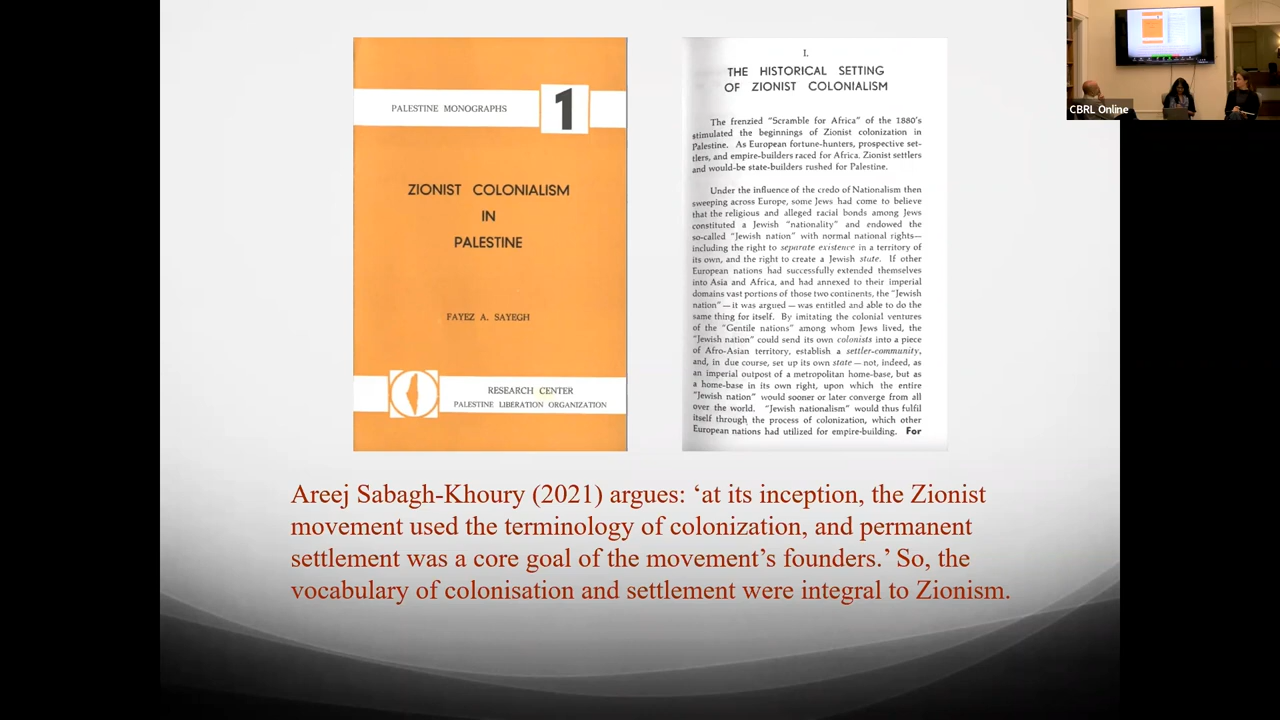 PALESTINE MONOGRAPHS
1
ZIONIST COLONIALISM
IN
PALESTINE
FAYEZ A. SAYEGH
RESEARCH CENTER
PALESTINE LIBERATION ORGANIZATION
I.
THE HISTORICAL SETTING
OF ZIONIST COLONIALISM
The frenzied "Scramble for Africa" of the 1880's
stimulated the beginnings of Zionist colonization in
Palestine. As European fortune-hunters, prospective set-
tlers, and empire-builders raced for Africa. Zionist settlers
and would-be state-builders rushed for Palestine.
Under the influence of the credo of Nationalism then
sweeping across Europe, some Jews had come to believe
that the religious and alleged racial bonds among Jews
constituted a Jewish "nationality" and endowed the
so-called "Jewish nation" with normal national rights—
including the right to separate existence in a territory of
its own, and the right to create a Jewish state. If other
European nations had successfully extended themselves
into Asia and Africa, and had annexed to their imperial
domains vast portions of those two continents, the "Jewish
nation" — it was argued — was entitled and able to do the
same thing for itself. By imitating the colonial ventures
of the "Gentile nations" among whom Jews lived, the
"Jewish nation" could send its own colonists into a piece
of Afro-Asian territory, establish a settler-community,
and, in due course, set up its own state — not, indeed, as
an imperial outpost of a metropolitan home-base, but as
a home-base in its own right, upon which the entire
"Jewish nation" would sooner or later converge from all
over the world. "Jewish nationalism" would thus fulfil
itself through the process of colonization, which other
European nations had utilized for empire-building. For
Areej Sabagh-Khoury (2021) argues: ‘at its inception, the Zionist
movement used the terminology of colonization, and permanent
settlement was a core goal of the movement’s founders.’ So, the
vocabulary of colonisation and settlement were integral to Zionism.
CBRL Online